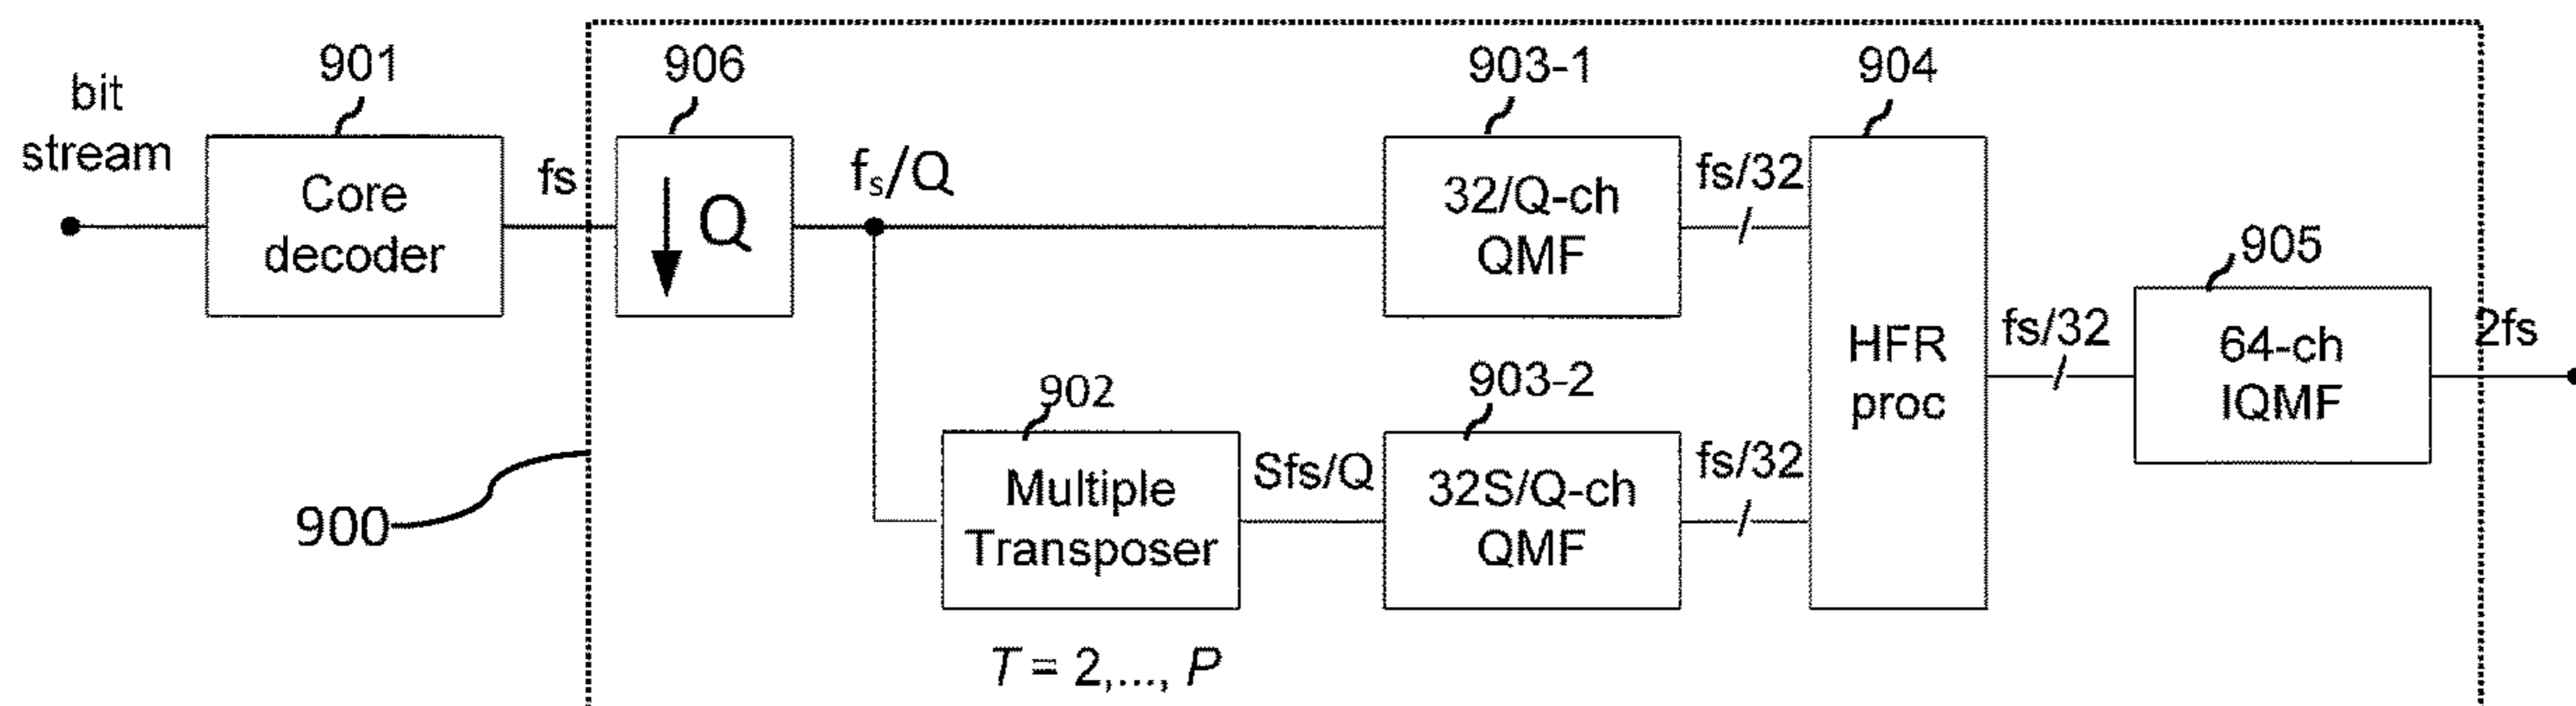 bit
stream
901
Core
decoder
fs
906
Q
fs/Q
903-1
32/Q-ch
QMF
fs/32
904
HFR
proc
902
Multiple
Transposer
T = 2,..., P
Sfs/Q
903-2
32S/Q-ch
QMF
fs/32
fs/32
905
64-ch
IQMF
2fs
900